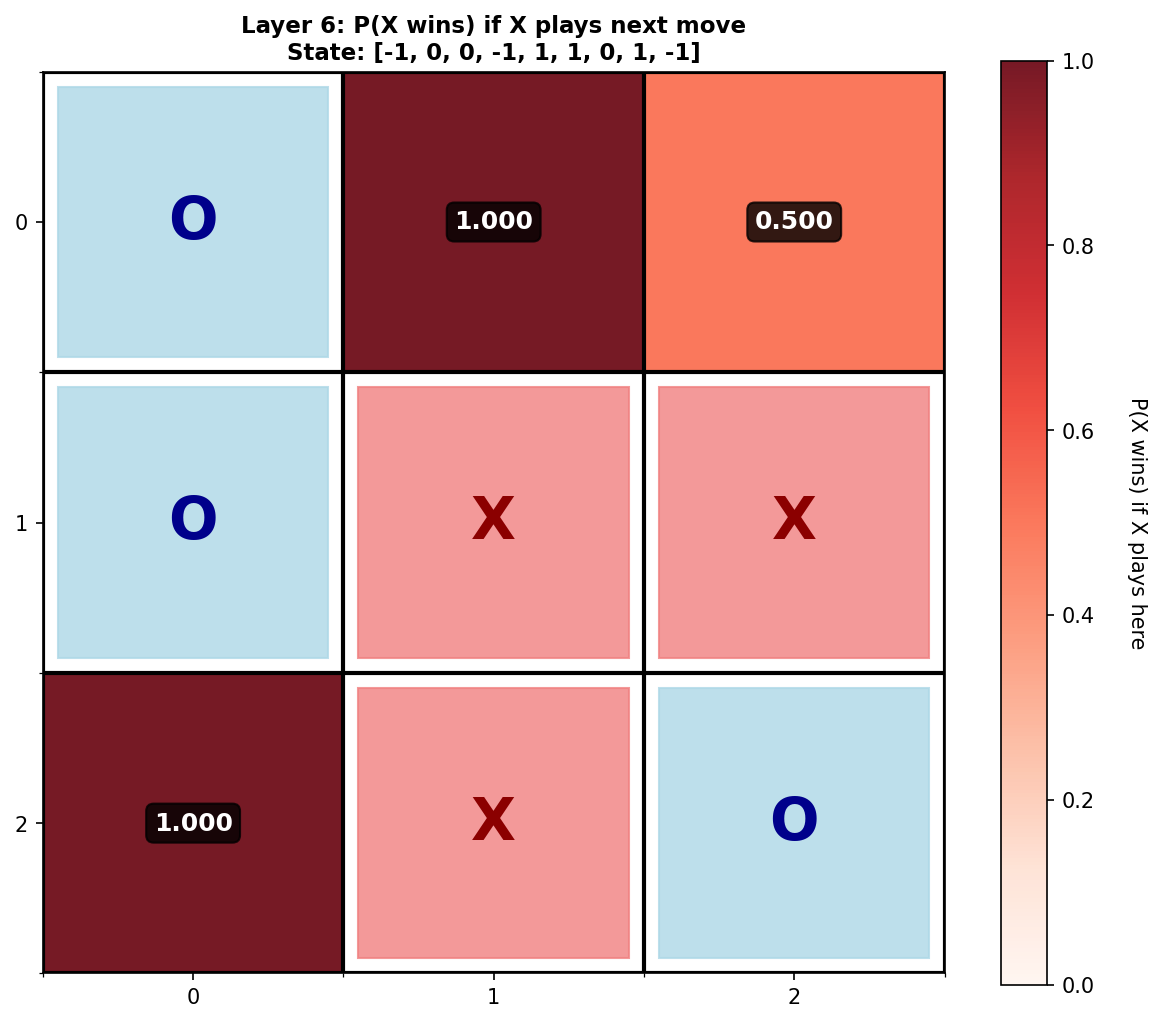 Layer 6: P(X wins) if X plays next move
State: [-1, 0, 0, -1, 1, 1, 0, 1, -1]
O
1.000
0.500
O
X
X
1.000
X
O
0
1
2
0
1
2
1.0
0.8
0.6
0.4
0.2
0.0
P(X wins) if X plays here